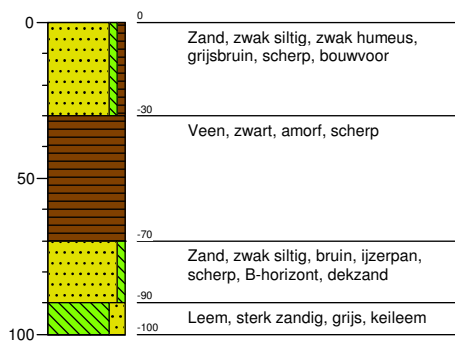 0
0
Zand, zwak siltig, zwak humeus,
grijsbruin, scherp, bouwvoor
-30
Veen, zwart, amorf, scherp
50
-70
Zand, zwak siltig, bruin, ijzerpan,
scherp, B-horizont, dekzand
-90
Leem, sterk zandig, grijs, keileem
100
-100